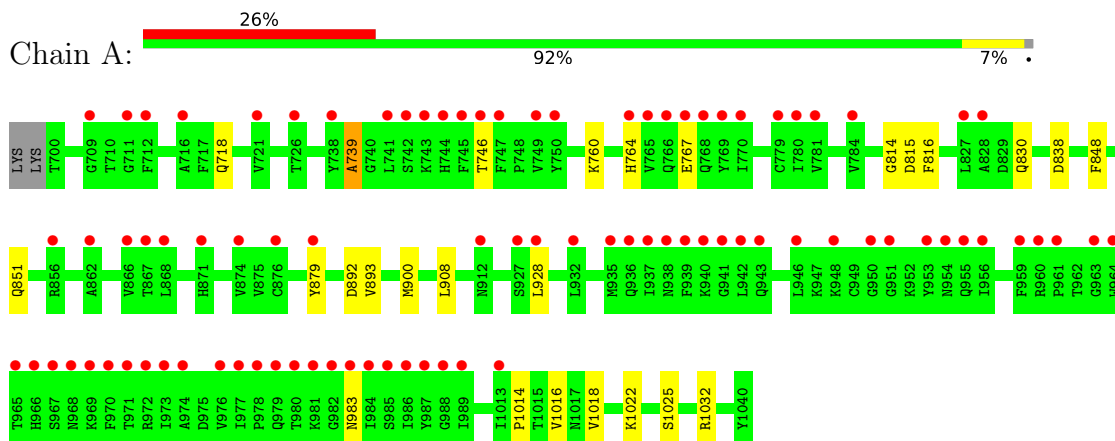 26%
Chain A:
92% 7% •
LYS LYS T700 G709 T710 G711 F712 A716 F717 Q718 V721 T726 Y738 A739 G740 L741 S742 K743 H744 F745 T746 F747 P748 V749 Y750 K760 H764 V765 Q766 E767 Q768 Y769 I770 C779 I780 V781 V784 G814 D815 F816 L827 A828 D829 Q830 D838 F848
Q851 R856 A862 V866 T867 L868 H871 V874 V875 C876 Y879 D892 V893 M900 L908 N912 S927 L928 L932 M935 Q936 I937 N938 F939 K940 G941 L942 Q943 L946 K947 K948 C949 G950 G951 K952 Y953 N954 Q955 I956 F959 R960 P961 T962 G963 W964
T965 H966 S967 N968 K969 F970 T971 R972 I973 A974 D975 V976 I977 P978 Q979 T980 K981 G982 N983 I984 S985 I986 Y987 G988 I989 I1013 P1014 T1015 V1016 N1017 V1018 K1022 S1025 R1032 Y1040